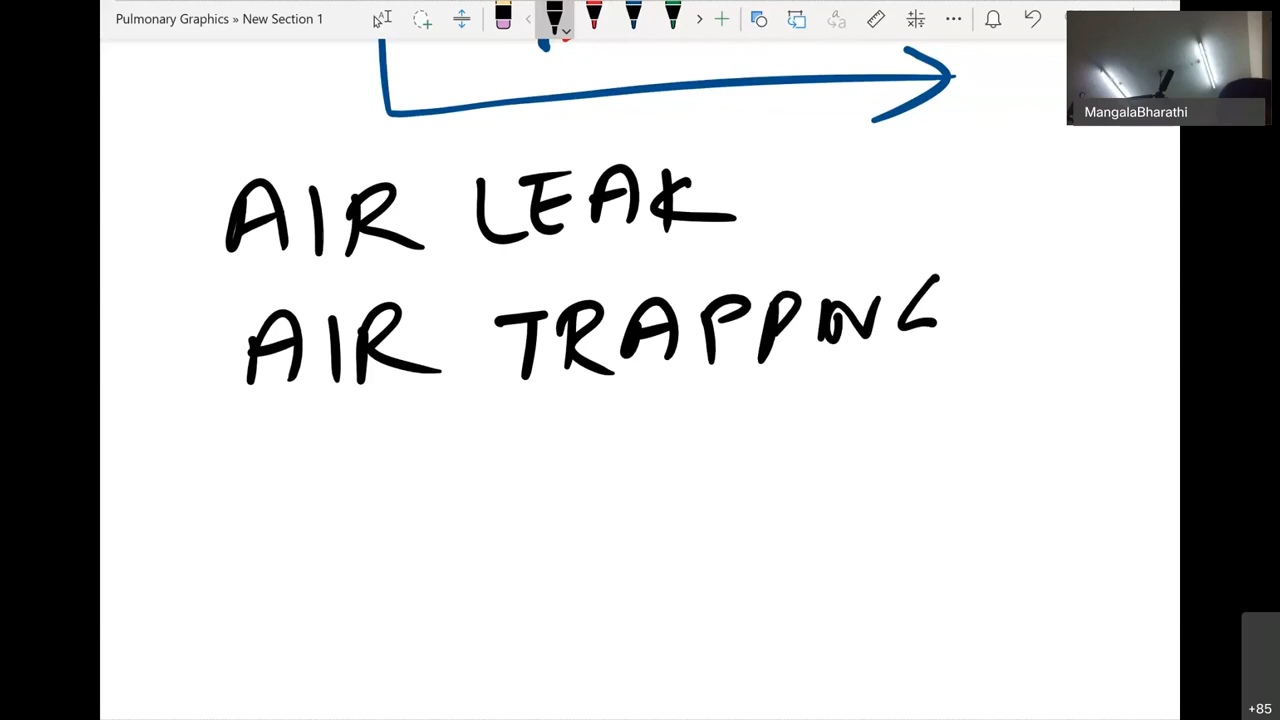 Pulmonary Graphics » New Section 1
MangalaBharathi
AIR LEAK
AIR TRAPPING
+85